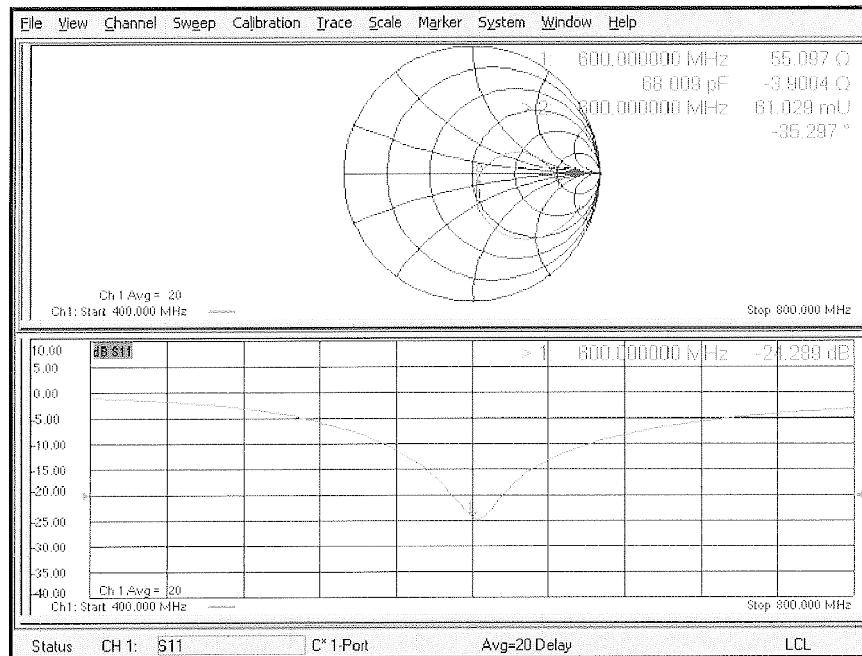 File View Channel Sweep Calibration Trace Scale Marker System Window Help
1: 600.000000 MHz 55.097 Ω
68.009 pF -3.9004 Ω
> 2: 600.000000 MHz 61.029 mU
-35.297 °
Ch 1 Avg = 20
Ch1: Start 400.000 MHz
Stop 800.000 MHz
10.00
dB S11
> 1: 600.000000 MHz -24.289 dB
5.00
0.00
-5.00
-10.00
-15.00
-20.00
-25.00
-30.00
-35.00
-40.00
Ch 1 Avg = 20
Ch1: Start 400.000 MHz
Stop 800.000 MHz
Status CH 1: S11 C* 1-Port Avg=20 Delay LCL